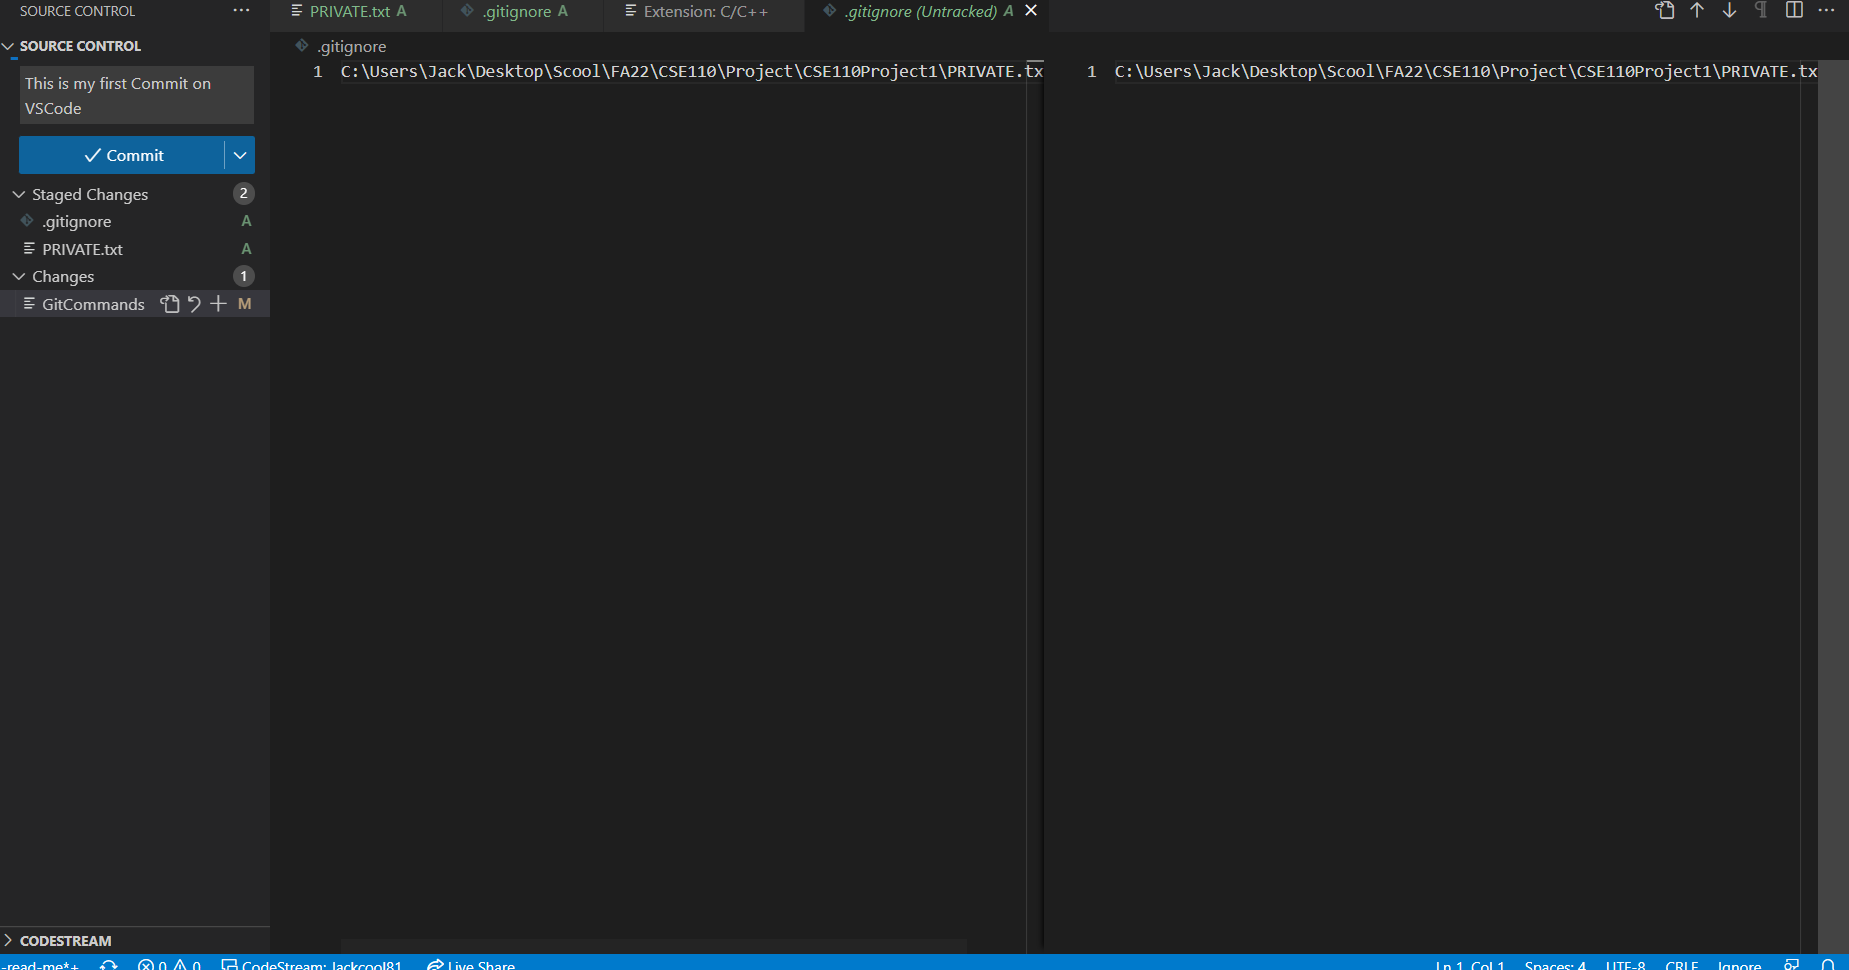 SOURCE CONTROL
SOURCE CONTROL
This is my first Commit on
VSCode
Commit
Staged Changes 2
.gitignore A
PRIVATE.txt A
Changes 1
GitCommands M
CODESTREAM
PRIVATE.txt A
.gitignore A
Extension: C/C++
.gitignore (Untracked) A
.gitignore
1 C:\Users\Jack\Desktop\Scool\FA22\CSE110\Project\CSE110Project1\PRIVATE.tx
1 C:\Users\Jack\Desktop\Scool\FA22\CSE110\Project\CSE110Project1\PRIVATE.tx
-read-me*+ 0 0 CodeStream: Jackcool81 Live Share Ln 1, Col 1 Spaces: 4 UTF-8 CRLF Ignore